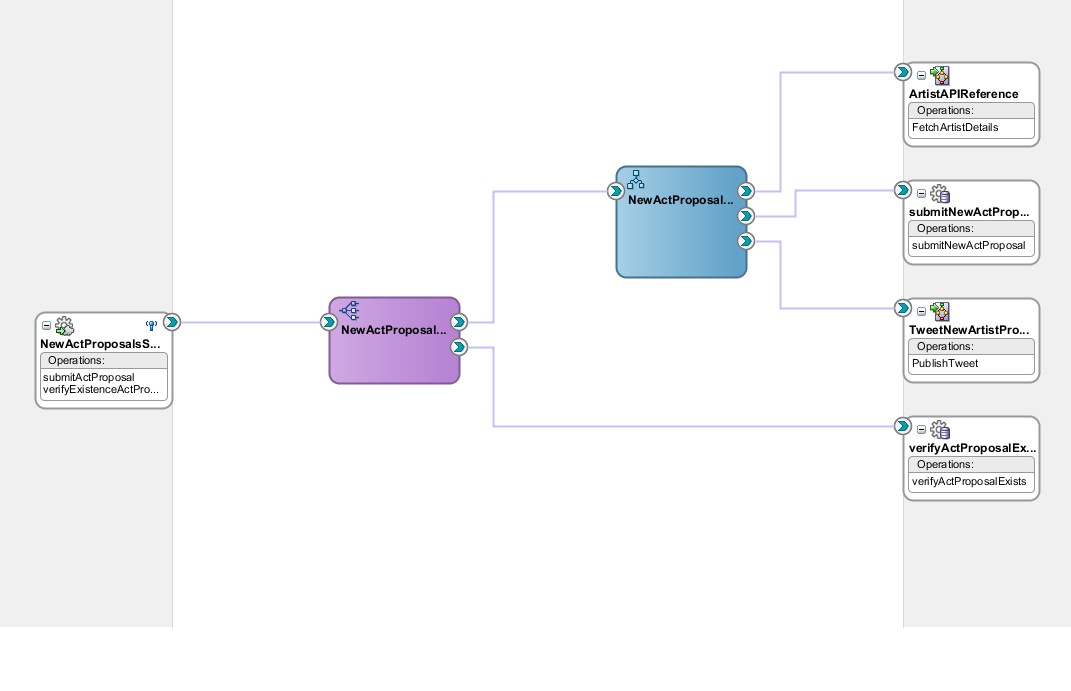 NewActProposalsS...
Operations:
submitActProposal
verifyExistenceActPro...
NewActProposal...
NewActProposal...
ArtistAPIReference
Operations:
FetchArtistDetails
submitNewActProp...
Operations:
submitNewActProposal
TweetNewArtistPro...
Operations:
PublishTweet
verifyActProposalEx...
Operations:
verifyActProposalExists